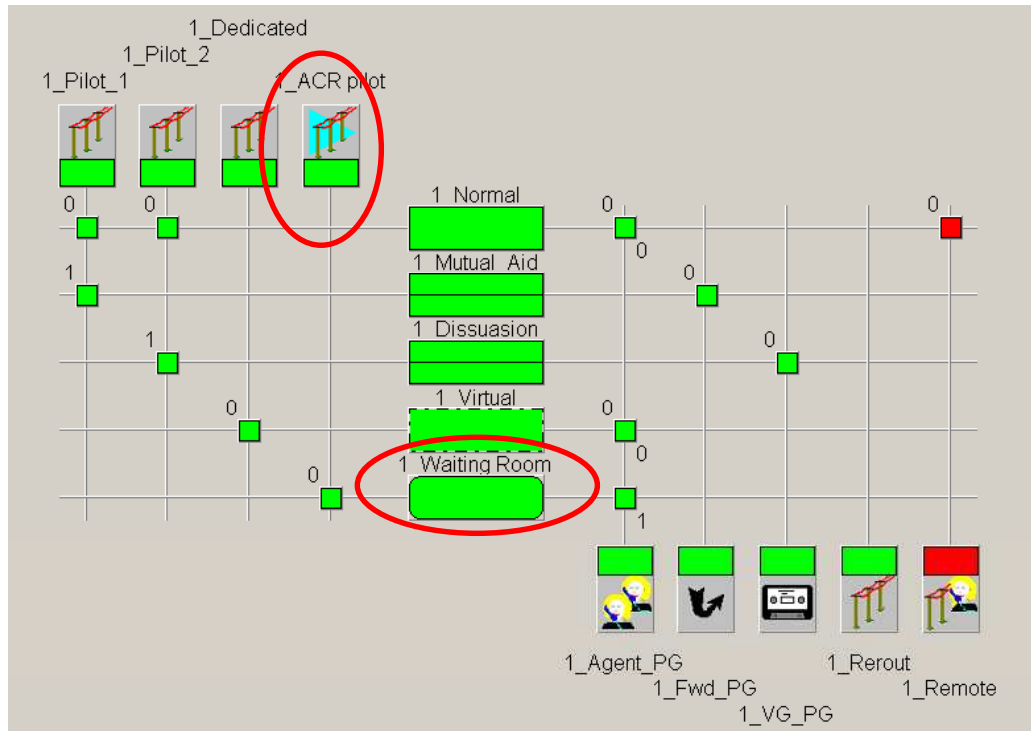 1_Dedicated
1_Pilot_2
1_Pilot_1
1_ACR pilot
1 Normal
0
0
0
0
0
1 Mutual Aid
1
0
1 Dissuasion
1
0
1 Virtual
0
0
0
1 Waiting Room
0
1
1_Agent_PG
1_Rerout
1_Fwd_PG
1_Remote
1_VG_PG